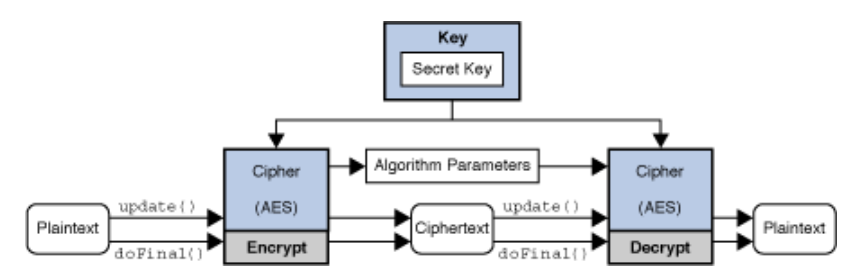 Key
Secret Key
Cipher
(AES)
Encrypt
Algorithm Parameters
Cipher
(AES)
Decrypt
Plaintext
update()
doFinal()
Ciphertext
update()
doFinal()
Plaintext